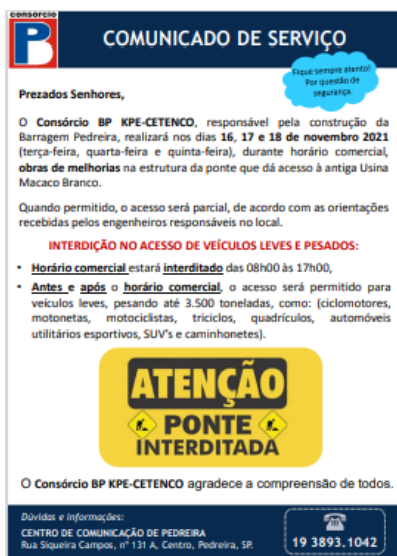 consórcio
PB
COMUNICADO DE SERVIÇO
Fique sempre atento!
Por questão de
segurança.
Prezados Senhores,
O Consórcio BP KPE-CETENCO, responsável pela construção da
Barragem Pedreira, realizará nos dias 16, 17 e 18 de novembro 2021
(terça-feira, quarta-feira e quinta-feira), durante horário comercial,
obras de melhorias na estrutura da ponte que dá acesso à antiga Usina
Macaco Branco.
Quando permitido, o acesso será parcial, de acordo com as orientações
recebidas pelos engenheiros responsáveis no local.
INTERDIÇÃO NO ACESSO DE VEÍCULOS LEVES E PESADOS:
• Horário comercial estará interditado das 08h00 às 17h00,
• Antes e após o horário comercial, o acesso será permitido para
veículos leves, pesando até 3.500 toneladas, como: (ciclomotores,
motonetas, motociclistas, triciclos, quadrículos, automóveis
utilitários esportivos, SUV's e caminhonetes).
ATENÇÃO
PONTE
INTERDITADA
O Consórcio BP KPE-CETENCO agradece a compreensão de todos.
Dúvidas e informações:
CENTRO DE COMUNICAÇÃO DE PEDREIRA
Rua Siqueira Campos, nº 131 A, Centro, Pedreira, SP.
19 3893.1042